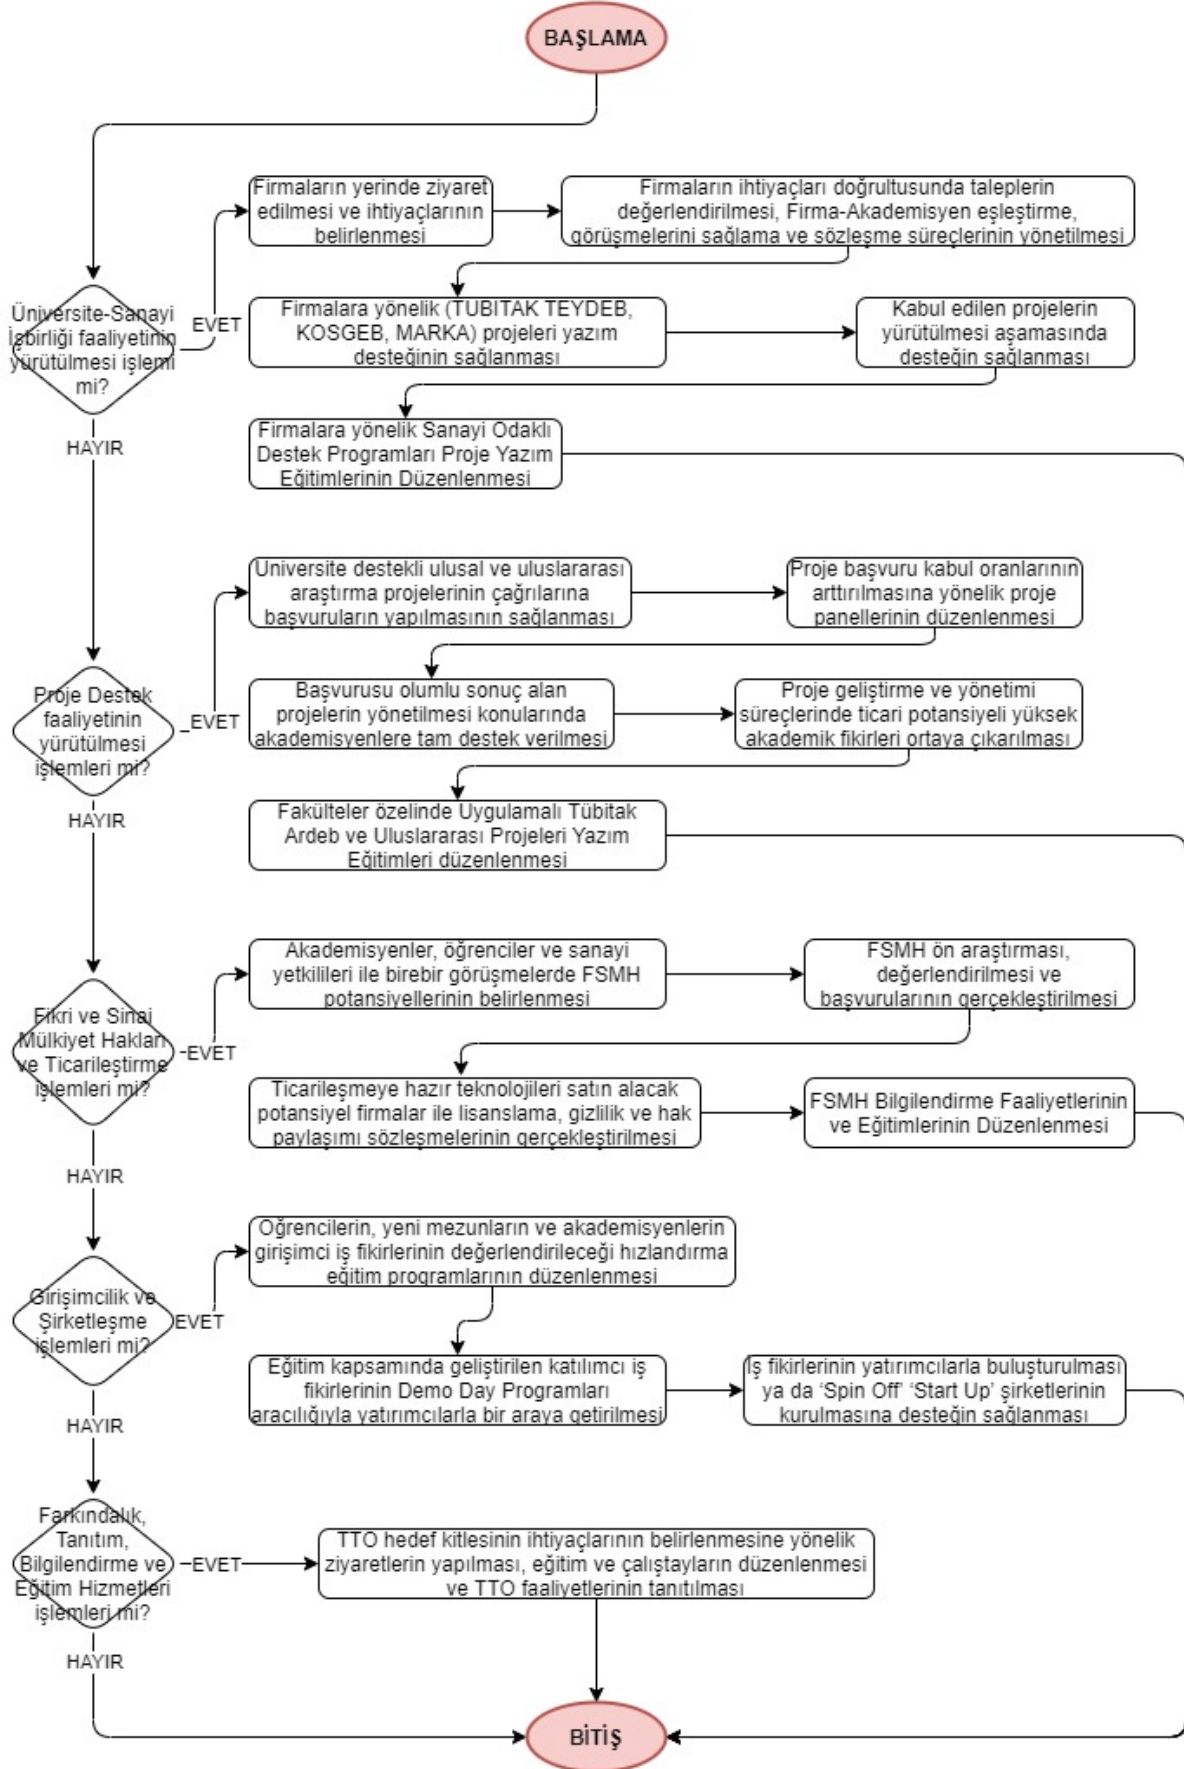 BAŞLAMA
Firmaların yerinde ziyaret
edilmesi ve ihtiyaçlarının
belirlenmesi
Firmaların ihtiyaçları doğrultusunda taleplerin
değerlendirilmesi, Firma-Akademisyen eşleştirme,
görüşmelerini sağlama ve sözleşme süreçlerinin yönetilmesi
Üniversite-Sanayi
İşbirliği faaliyetinin
yürütülmesi işlemi
mi?
EVET
Firmalara yönelik (TUBITAK TEYDEB,
KOSGEB, MARKA) projeleri yazım
desteğinin sağlanması
Kabul edilen projelerin
yürütülmesi aşamasında
desteğin sağlanması
HAYIR
Firmalara yönelik Sanayi Odaklı
Destek Programları Proje Yazım
Eğitimlerinin Düzenlenmesi
Universite destekli ulusal ve uluslararası
araştırma projelerinin çağrılarına
başvuruların yapılmasının sağlanması
Proje başvuru kabul oranlarının
arttırılmasına yönelik proje
panellerinin düzenlenmesi
Proje Destek
faaliyetinin
yürütülmesi
işlemleri mi?
_EVET
Başvurusu olumlu sonuç alan
projelerin yönetilmesi konularında
akademisyenlere tam destek verilmesi
Proje geliştirme ve yönetimi
süreçlerinde ticari potansiyeli yüksek
akademik fikirleri ortaya çıkarılması
HAYIR
Fakülteler özelinde Uygulamalı Tübitak
Ardeb ve Uluslararası Projeleri Yazım
Eğitimleri düzenlenmesi
Akademisyenler, öğrenciler ve sanayi
yetkilileri ile birebir görüşmelerde FSMH
potansiyellerinin belirlenmesi
FSMH ön araştırması,
değerlendirilmesi ve
başvurularının gerçekleştirilmesi
Fikri ve Sinai
Mülkiyet Hakları
ve Ticarileştirme
işlemleri mi?
EVET
Ticarileşmeye hazır teknolojileri satın alacak
potansiyel firmalar ile lisanslama, gizlilik ve hak
paylaşımı sözleşmelerinin gerçekleştirilmesi
FSMH Bilgilendirme Faaliyetlerinin
ve Eğitimlerinin Düzenlenmesi
HAYIR
Oğrencilerin, yeni mezunların ve akademisyenlerin
girişimci iş fikirlerinin değerlendirileceği hızlandırma
eğitim programlarının düzenlenmesi
Girişimcilik ve
Şirketleşme
işlemleri mi?
EVET
Eğitim kapsamında geliştirilen katılımcı iş
fikirlerinin Demo Day Programları
aracılığıyla yatırımcılarla bir araya getirilmesi
İş fikirlerinin yatırımcılarla buluşturulması
ya da ‘Spin Off’ ‘Start Up’ şirketlerinin
kurulmasına desteğin sağlanması
HAYIR
Farkındalık,
Tanıtım,
Bilgilendirme ve
Eğitim Hizmetleri
işlemleri mi?
EVET
TTO hedef kitlesinin ihtiyaçlarının belirlenmesine yönelik
ziyaretlerin yapılması, eğitim ve çalıştayların düzenlenmesi
ve TTO faaliyetlerinin tanıtılması
HAYIR
BİTİŞ